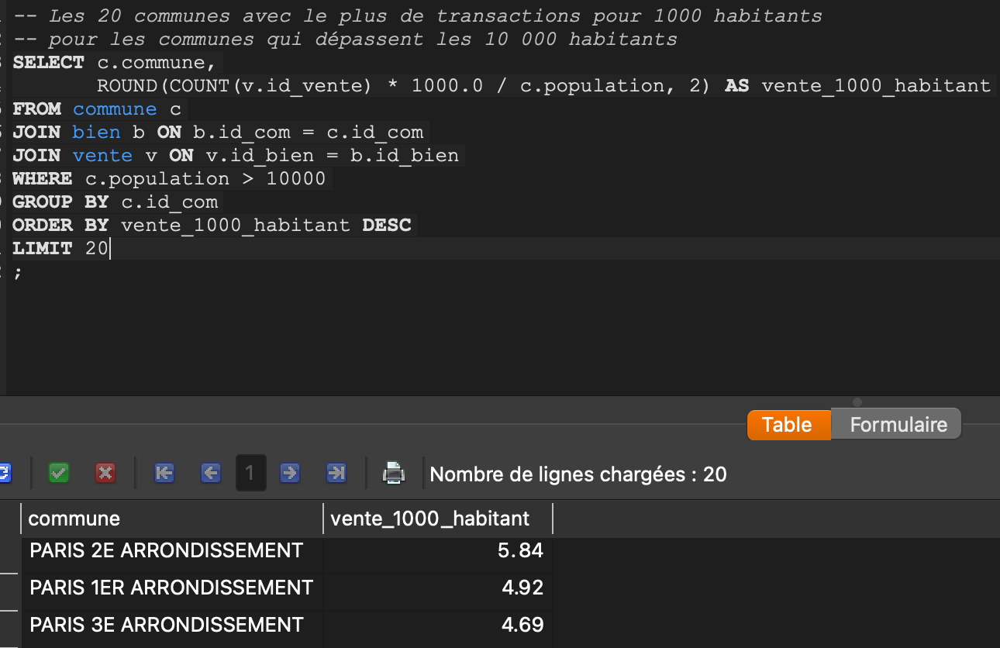 -- Les 20 communes avec le plus de transactions pour 1000 habitants
-- pour les communes qui dépassent les 10 000 habitants
SELECT c.commune,
ROUND(COUNT(v.id_vente) * 1000.0 / c.population, 2) AS vente_1000_habitant
FROM commune c
JOIN bien b ON b.id_com = c.id_com
JOIN vente v ON v.id_bien = b.id_bien
WHERE c.population > 10000
GROUP BY c.id_com
ORDER BY vente_1000_habitant DESC
LIMIT 20
;
Table Formulaire
1 Nombre de lignes chargées : 20
commune vente_1000_habitant
PARIS 2E ARRONDISSEMENT 5.84
PARIS 1ER ARRONDISSEMENT 4.92
PARIS 3E ARRONDISSEMENT 4.69